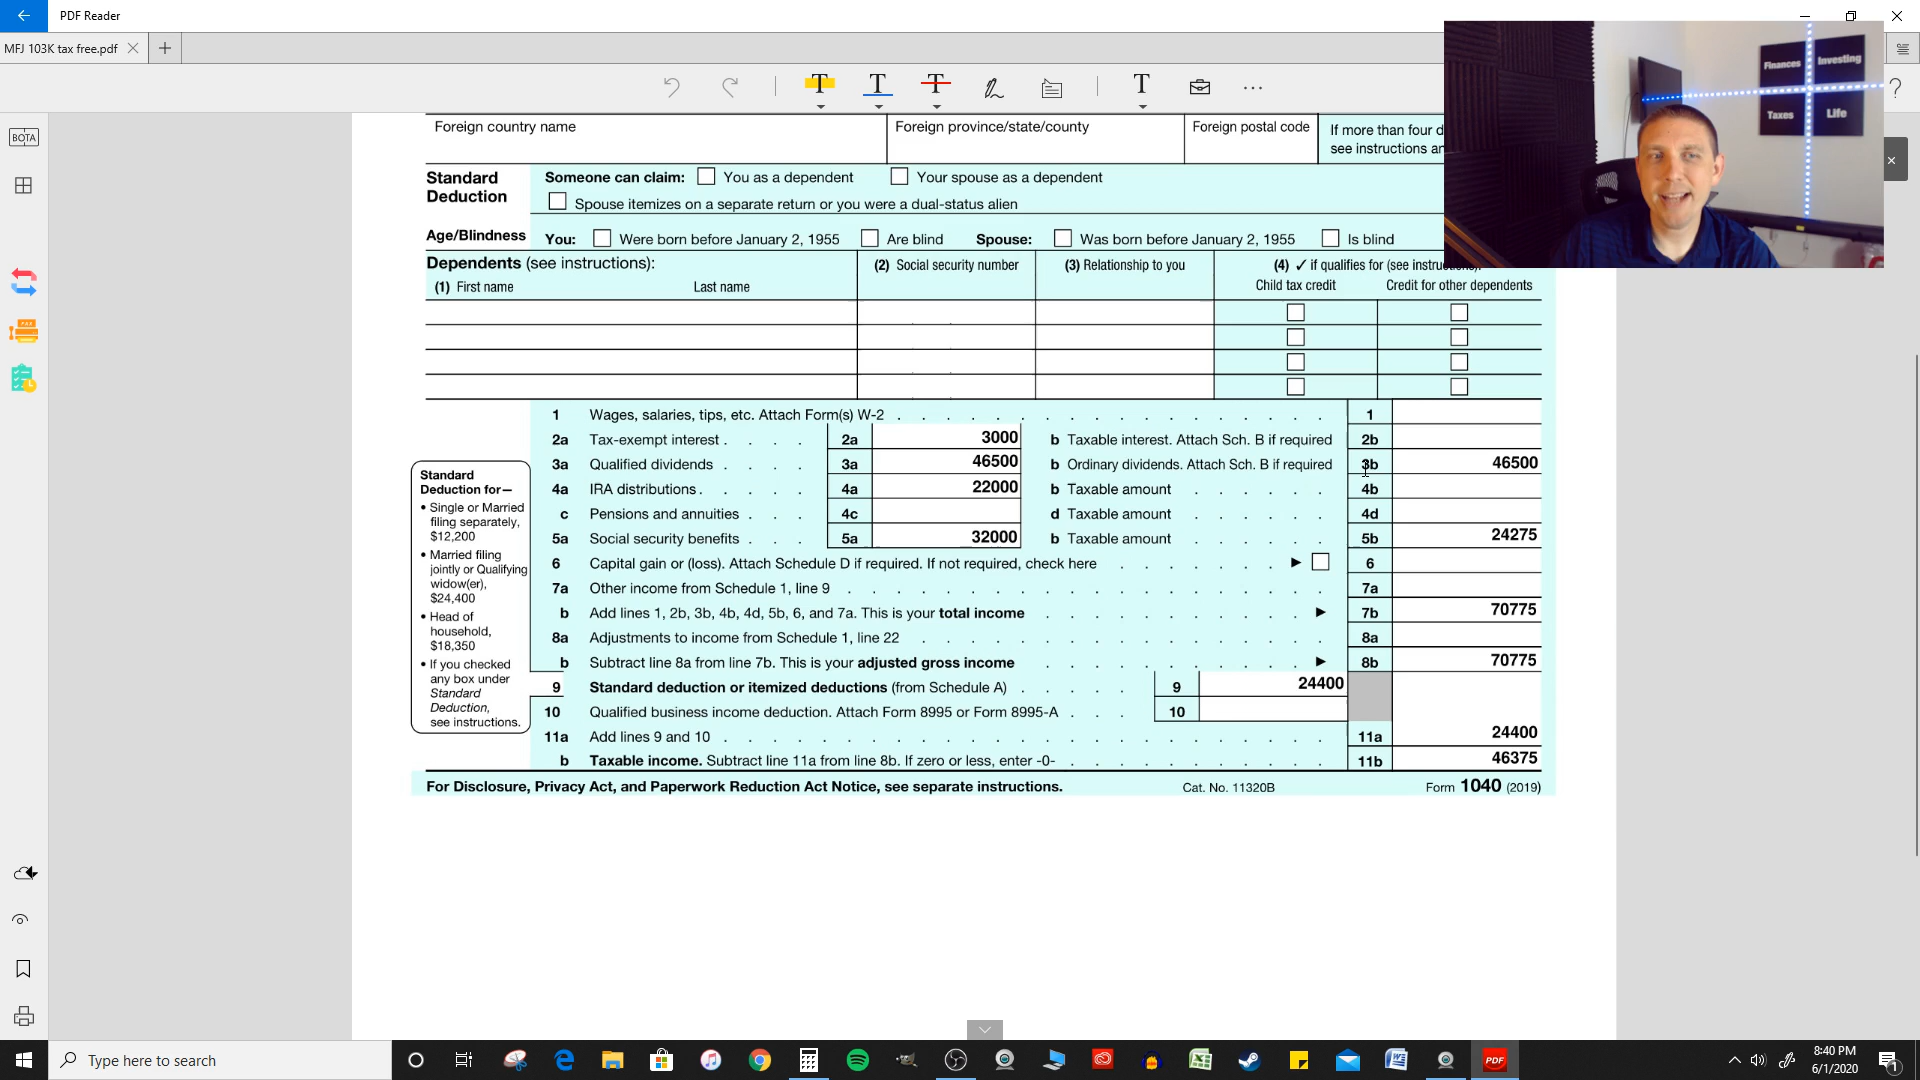 PDF Reader
MFJ 103K tax free.pdf
Finances
Investing
Taxes
Life
BOTA
Foreign country name
Foreign province/state/county
Foreign postal code
If more than four d
see instructions an
Standard
Deduction
Someone can claim: You as a dependent Your spouse as a dependent
Spouse itemizes on a separate return or you were a dual-status alien
Age/Blindness You: Were born before January 2, 1955 Are blind Spouse: Was born before January 2, 1955 Is blind
Dependents (see instructions): (2) Social security number (3) Relationship to you (4) ✓ if qualifies for (see instructions):
(1) First name Last name Child tax credit Credit for other dependents
1 Wages, salaries, tips, etc. Attach Form(s) W-2 1
2a Tax-exempt interest 2a 3000 b Taxable interest. Attach Sch. B if required 2b
3a Qualified dividends 3a 46500 b Ordinary dividends. Attach Sch. B if required 3b 46500
4a IRA distributions 4a 22000 b Taxable amount 4b
c Pensions and annuities 4c d Taxable amount 4d
5a Social security benefits 5a 32000 b Taxable amount 5b 24275
6 Capital gain or (loss). Attach Schedule D if required. If not required, check here 6
7a Other income from Schedule 1, line 9 7a
b Add lines 1, 2b, 3b, 4b, 4d, 5b, 6, and 7a. This is your total income 7b 70775
8a Adjustments to income from Schedule 1, line 22 8a
b Subtract line 8a from line 7b. This is your adjusted gross income 8b 70775
9 Standard deduction or itemized deductions (from Schedule A) 9 24400
10 Qualified business income deduction. Attach Form 8995 or Form 8995-A 10
11a Add lines 9 and 10 11a 24400
b Taxable income. Subtract line 11a from line 8b. If zero or less, enter -0- 11b 46375
Standard
Deduction for—
• Single or Married
filing separately,
$12,200
• Married filing
jointly or Qualifying
widow(er),
$24,400
• Head of
household,
$18,350
• If you checked
any box under
Standard
Deduction,
see instructions.
For Disclosure, Privacy Act, and Paperwork Reduction Act Notice, see separate instructions. Cat. No. 11320B Form 1040 (2019)
Type here to search
PDF
8:40 PM
6/1/2020
1